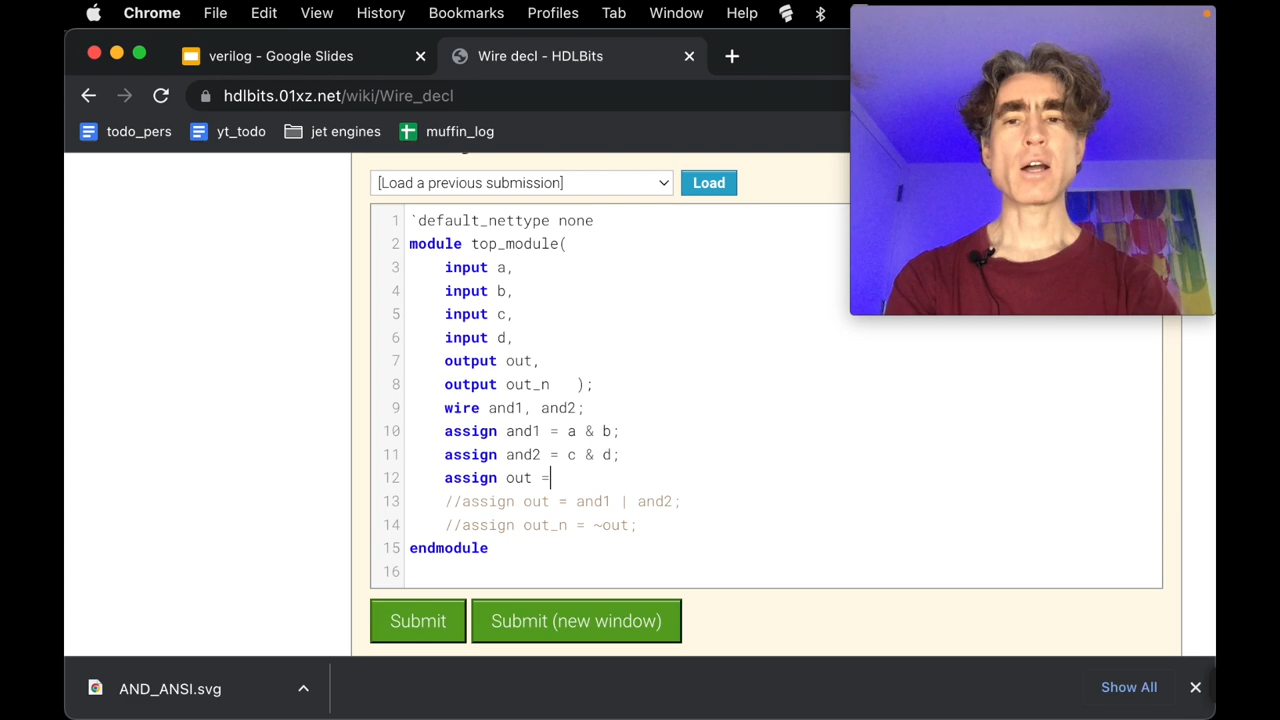 Chrome File Edit View History Bookmarks Profiles Tab Window Help
verilog - Google Slides
Wire decl - HDLBits
hdlbits.01xz.net/wiki/Wire_decl
todo_pers yt_todo jet engines muffin_log
[Load a previous submission] Load
1 `default_nettype none
2 module top_module(
3 input a,
4 input b,
5 input c,
6 input d,
7 output out,
8 output out_n );
9 wire and1, and2;
10 assign and1 = a & b;
11 assign and2 = c & d;
12 assign out =
13 //assign out = and1 | and2;
14 //assign out_n = ~out;
15 endmodule
16
Submit Submit (new window)
AND_ANSI.svg Show All